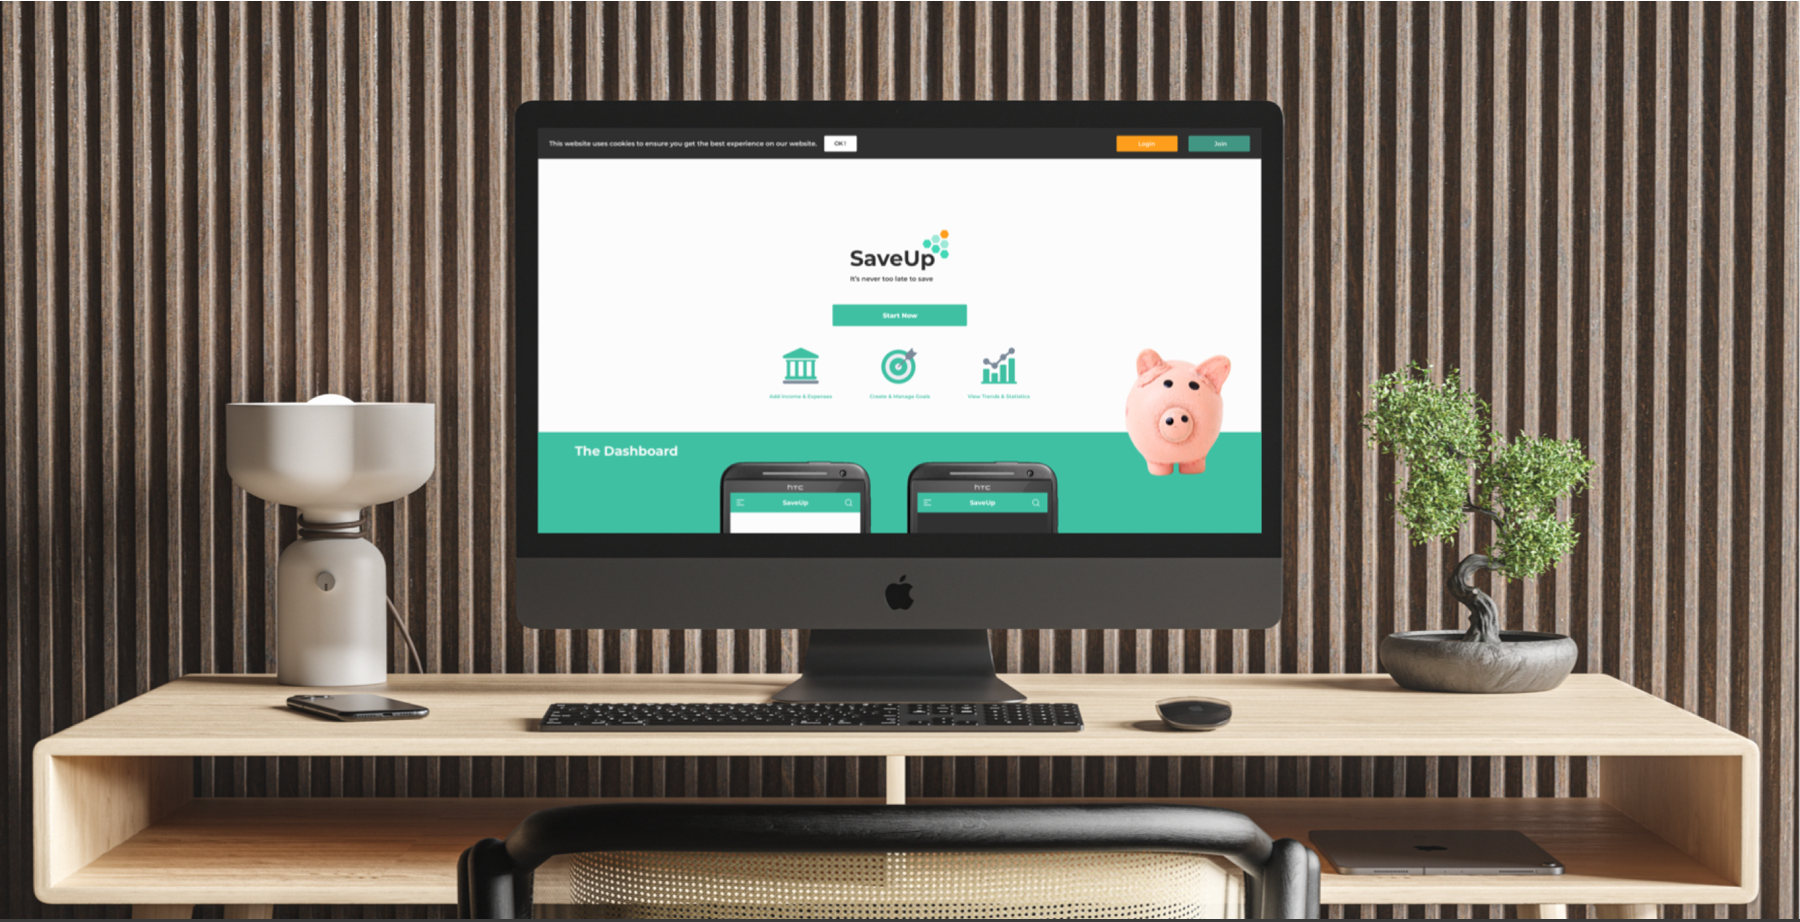 This website uses cookies to ensure you get the best experience on our website. OK!
Login
Join
SaveUp
It's never too late to save
Start Now
Add Income & Expenses
Create & Manage Goals
View Trends & Statistics
The Dashboard
hTC
SaveUp
hTC
SaveUp